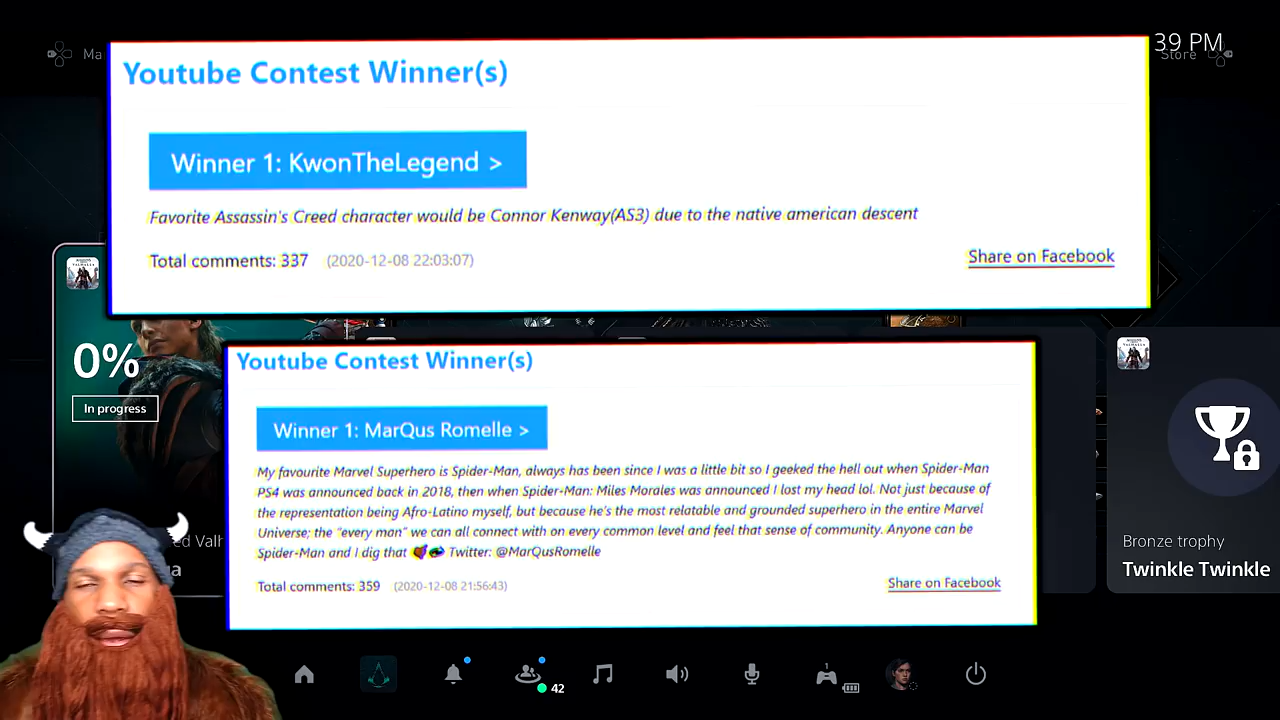 Ma
39 PM
Store
Youtube Contest Winner(s)
Winner 1: KwonTheLegend >
Favorite Assassin's Creed character would be Connor Kenway(AS3) due to the native american descent
Total comments: 337 (2020-12-08 22:03:07)
Share on Facebook
0%
In progress
Youtube Contest Winner(s)
Winner 1: MarQus Romelle >
My favourite Marvel Superhero is Spider-Man, always has been since I was a little bit so I geeked the hell out when Spider-Man
PS4 was announced back in 2018, then when Spider-Man: Miles Morales was announced I lost my head lol. Not just because of
the representation being Afro-Latino myself, but because he's the most relatable and grounded superhero in the entire Marvel
Universe; the "every man" we can all connect with on every common level and feel that sense of community. Anyone can be
Spider-Man and I dig that Twitter: @MarQusRomelle
Total comments: 359 (2020-12-08 21:56:43)
Share on Facebook
ed Valh
a
Bronze trophy
Twinkle Twinkle
42